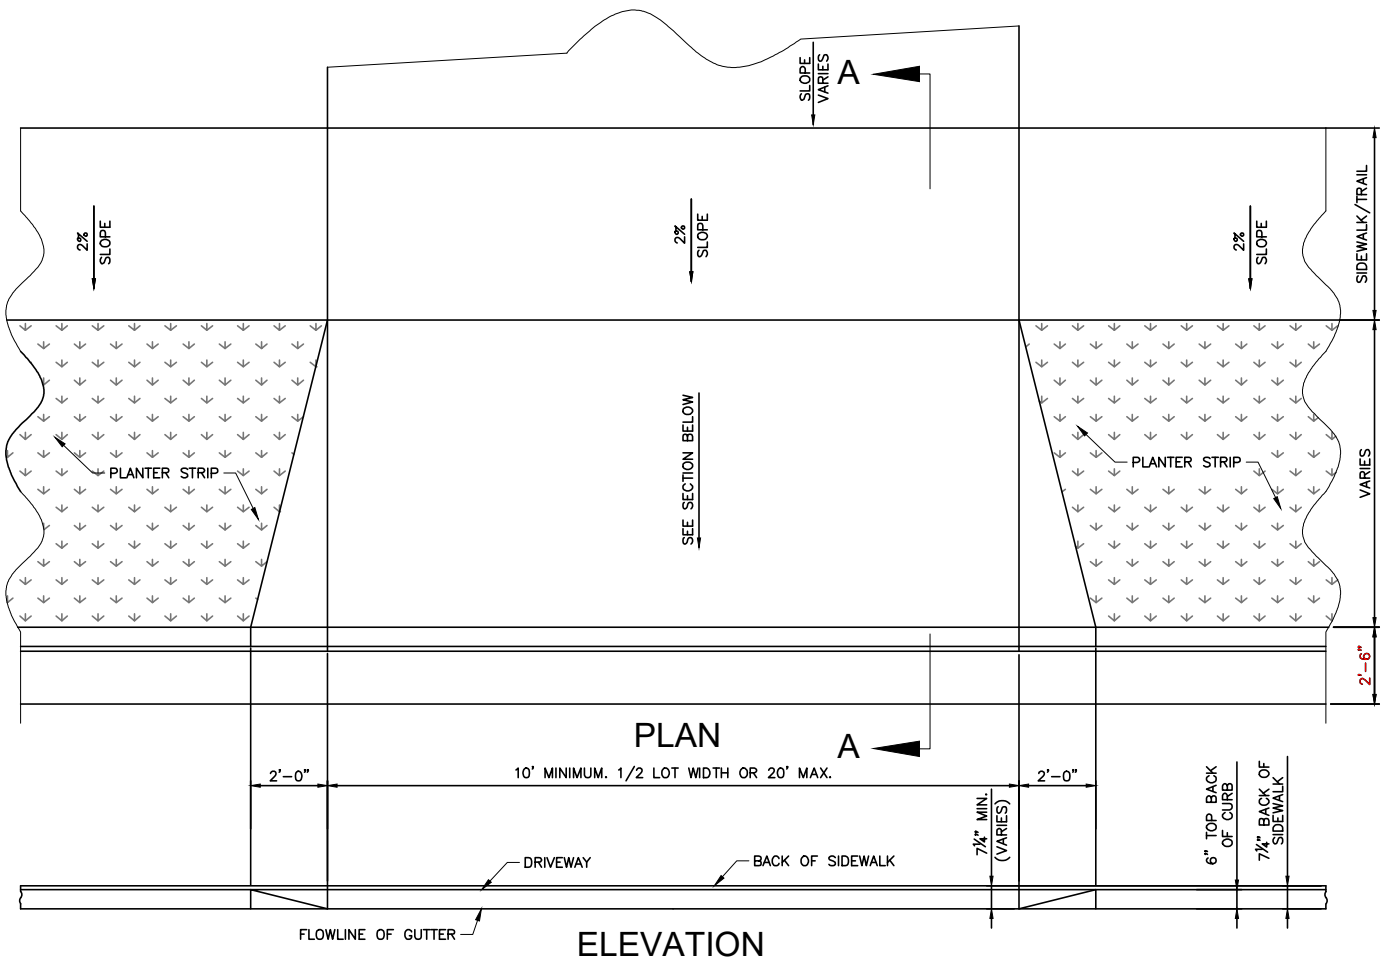 SLOPE
VARIES
A
2%
SLOPE
2%
SLOPE
2%
SLOPE
SIDEWALK/TRAIL
PLANTER STRIP
SEE SECTION BELOW
PLANTER STRIP
VARIES
2'-6"
PLAN
A
2'-0"
10' MINIMUM. 1/2 LOT WIDTH OR 20' MAX.
2'-0"
7¼" MIN.
(VARIES)
6" TOP BACK
OF CURB
7¼" BACK OF
SIDEWALK
DRIVEWAY
BACK OF SIDEWALK
FLOWLINE OF GUTTER
ELEVATION